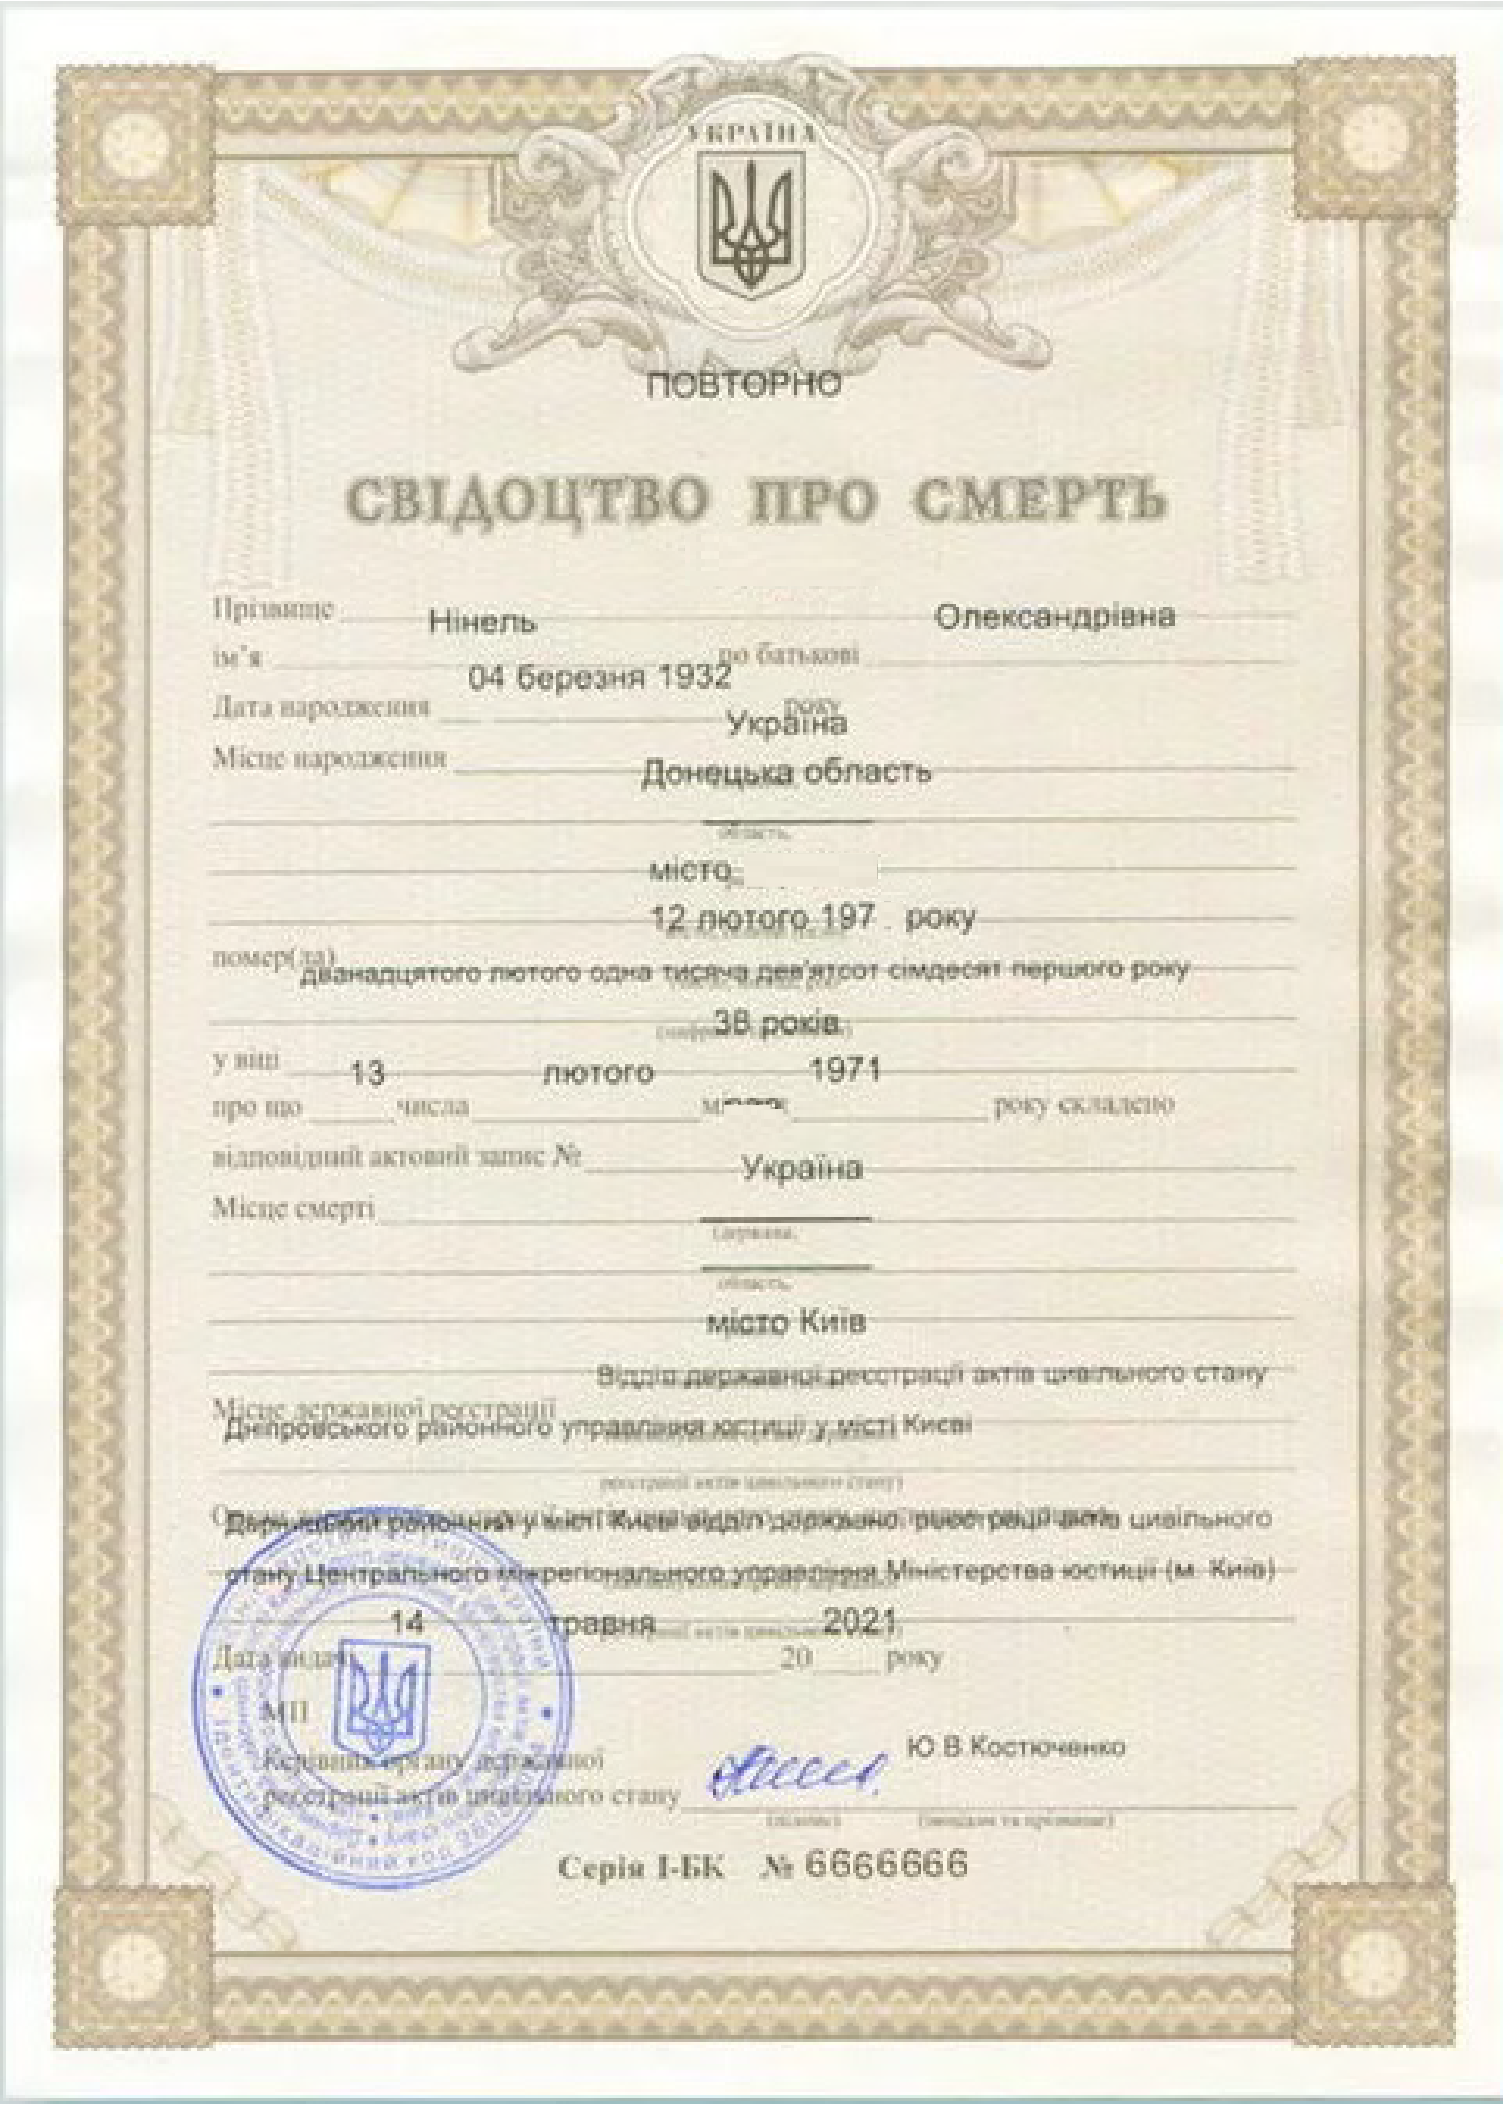 УКРАЇНА
ПОВТОРНО
СВІДОЦТВО ПРО СМЕРТЬ
Прізвище
Нінель Олександрівна
ім'я по батькові
04 березня 1932
Дата народження року
Україна
Місце народження
Донецька область
область,
місто
12 лютого 197 . року
помер(ла)
дванадцятого лютого одна тисяча дев'ятсот сімдесят першого року
38 років
у віці
13 лютого 1971
про що числа року складено
відповідний актовий запис №
Україна
Місце смерті
(держава,
область,
місто Київ
Відділ державної реєстрації актів цивільного стану
Місце державної реєстрації
Дніпровського районного управління юстиції у місті Києві
реєстрації актів цивільного стану)
Дарницький районний у місті Києві відділ державної реєстрації актів цивільного
стану Центрального міжрегіонального управління Міністерства юстиції (м. Київ)
14 травня 2021
Дата видачі 20 року
МП
Ю.В.Костюченко
Керівник органу державної
реєстрації актів цивільного стану
(підпис) (ініціали та прізвище)
Серія І-БК № 6666666